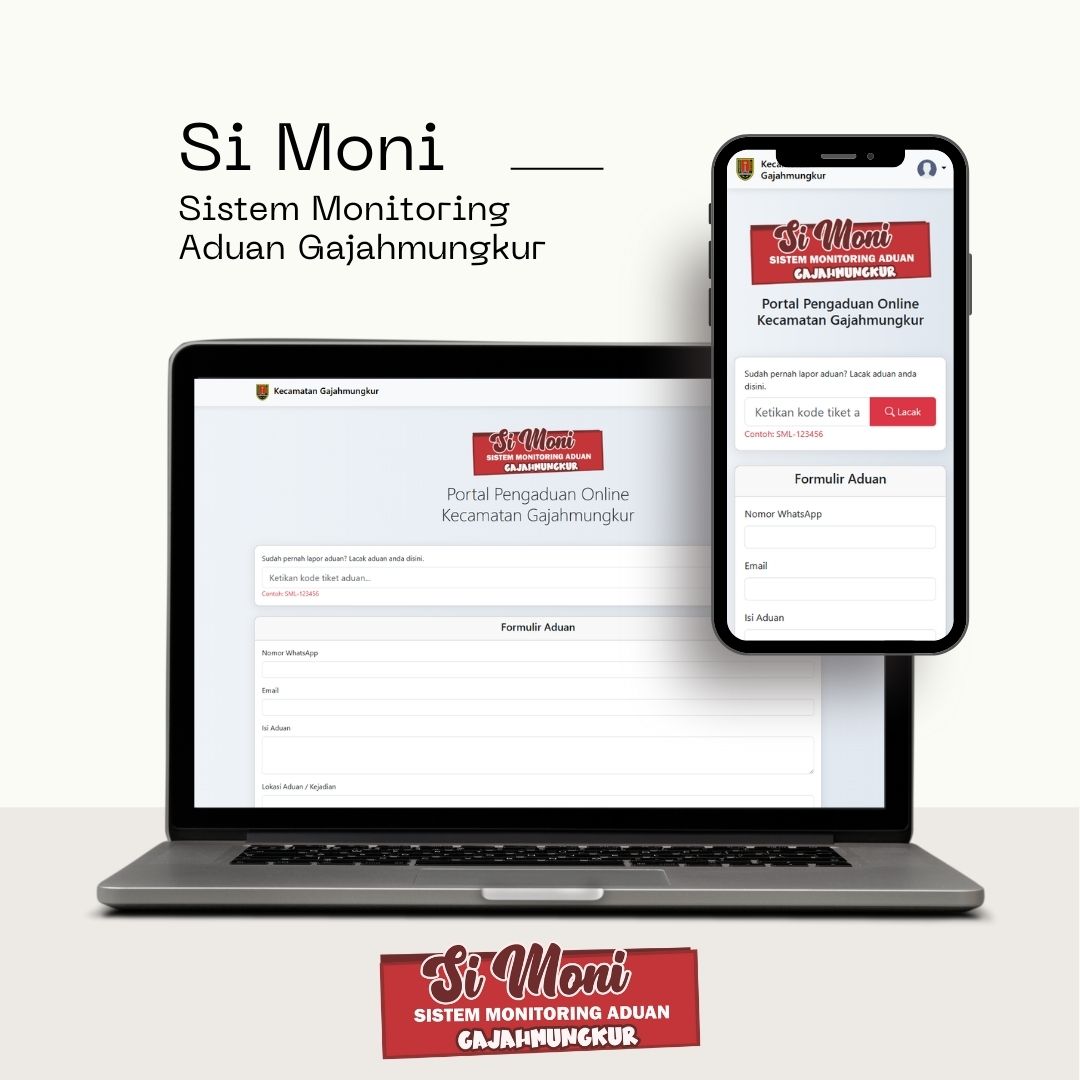 Si Moni
Sistem Monitoring
Aduan Gajahmungkur
Gajahmungkur
Si Moni
SISTEM MONITORING ADUAN
GAJAHMUNGKUR
Portal Pengaduan Online
Kecamatan Gajahmungkur
Sudah pernah lapor aduan? Lacak aduan anda
disini.
Ketikan kode tiket a
Lacak
Contoh: SML-123456
Formulir Aduan
Nomor WhatsApp
Email
Isi Aduan
Kecamatan Gajahmungkur
Si Moni
SISTEM MONITORING ADUAN
GAJAHMUNGKUR
Portal Pengaduan Online
Kecamatan Gajahmungkur
Sudah pernah lapor aduan? Lacak aduan anda disini.
Ketikan kode tiket aduan...
Contoh: SML-123456
Formulir Aduan
Nomor WhatsApp
Email
Isi Aduan
Lokasi Aduan / Kejadian
Si Moni
SISTEM MONITORING ADUAN
GAJAHMUNGKUR